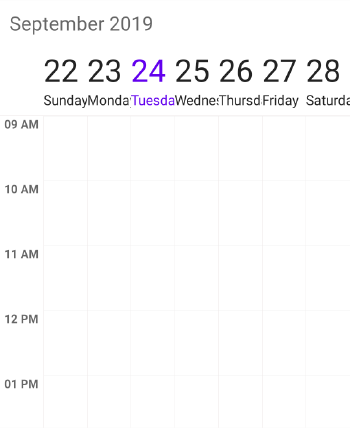 September 2019
22 23 24 25 26 27 28
Sunday Monda Tuesda Wednes Thursd Friday Saturda
09 AM
10 AM
11 AM
12 PM
01 PM